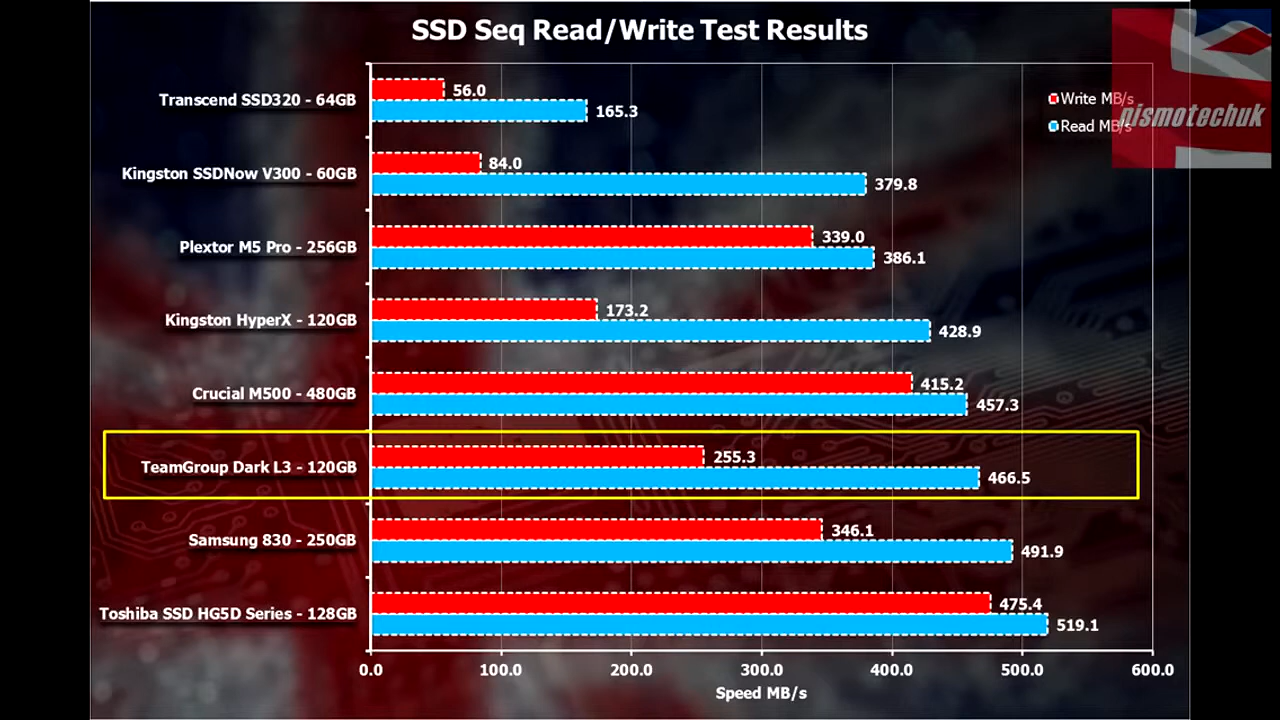 SSD Seq Read/Write Test Results
Transcend SSD320 - 64GB
56.0
165.3
Kingston SSDNow V300 - 60GB
84.0
379.8
Plextor M5 Pro - 256GB
339.0
386.1
Kingston HyperX - 120GB
173.2
428.9
Crucial M500 - 480GB
415.2
457.3
TeamGroup Dark L3 - 120GB
255.3
466.5
Samsung 830 - 250GB
346.1
491.9
Toshiba SSD HG5D Series - 128GB
475.4
519.1
0.0 100.0 200.0 300.0 400.0 500.0 600.0
Speed MB/s
Write MB/s
Read MB/s
nismotechuk